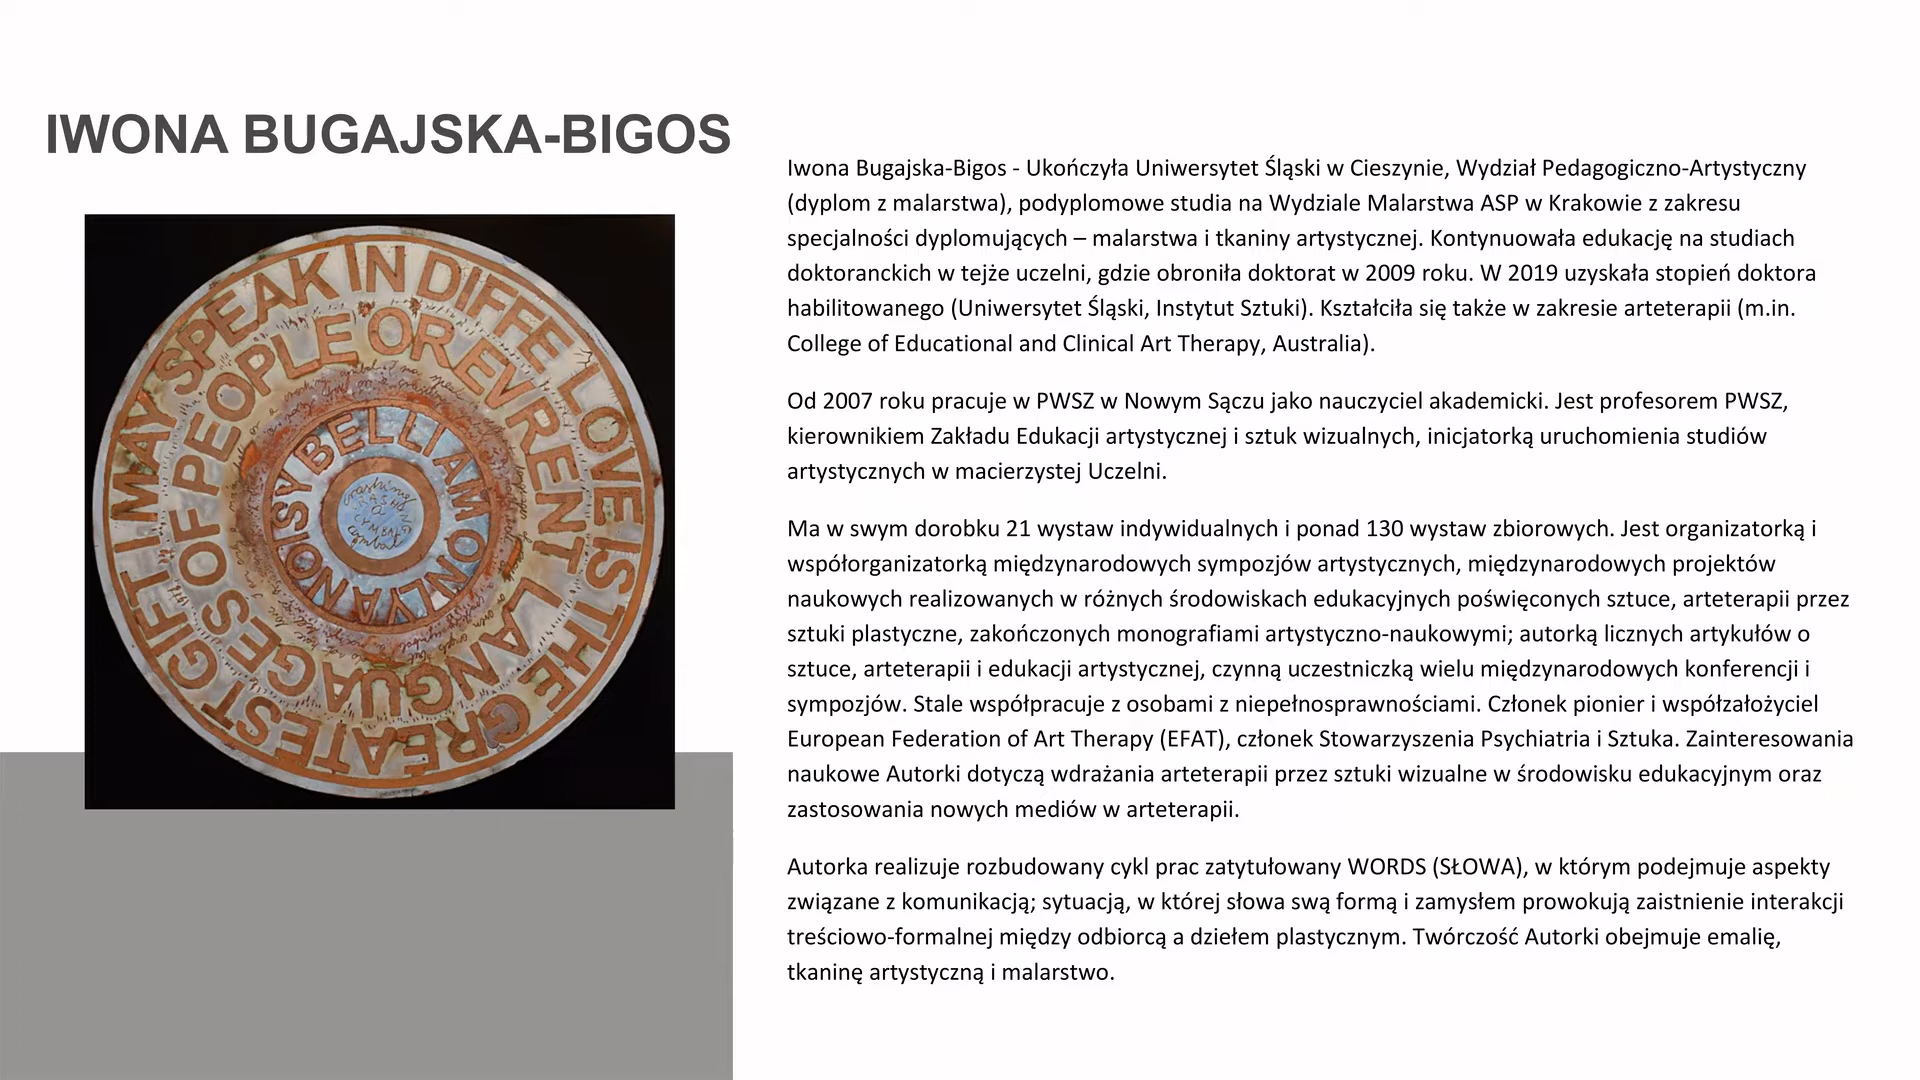 IWONA BUGAJSKA-BIGOS
I MAY SPEAK IN DIFFE
LOVE IS THE GREATEST GIFT
OF PEOPLE OR EV
RENT LANGUAGES
BELL I AM ONLY A NOISY
Iwona Bugajska-Bigos - Ukończyła Uniwersytet Śląski w Cieszynie, Wydział Pedagogiczno-Artystyczny
(dyplom z malarstwa), podyplomowe studia na Wydziale Malarstwa ASP w Krakowie z zakresu
specjalności dyplomujących – malarstwa i tkaniny artystycznej. Kontynuowała edukację na studiach
doktoranckich w tejże uczelni, gdzie obroniła doktorat w 2009 roku. W 2019 uzyskała stopień doktora
habilitowanego (Uniwersytet Śląski, Instytut Sztuki). Kształciła się także w zakresie arteterapii (m.in.
College of Educational and Clinical Art Therapy, Australia).
Od 2007 roku pracuje w PWSZ w Nowym Sączu jako nauczyciel akademicki. Jest profesorem PWSZ,
kierownikiem Zakładu Edukacji artystycznej i sztuk wizualnych, inicjatorką uruchomienia studiów
artystycznych w macierzystej Uczelni.
Ma w swym dorobku 21 wystaw indywidualnych i ponad 130 wystaw zbiorowych. Jest organizatorką i
współorganizatorką międzynarodowych sympozjów artystycznych, międzynarodowych projektów
naukowych realizowanych w różnych środowiskach edukacyjnych poświęconych sztuce, arteterapii przez
sztuki plastyczne, zakończonych monografiami artystyczno-naukowymi; autorką licznych artykułów o
sztuce, arteterapii i edukacji artystycznej, czynną uczestniczką wielu międzynarodowych konferencji i
sympozjów. Stale współpracuje z osobami z niepełnosprawnościami. Członek pionier i współzałożyciel
European Federation of Art Therapy (EFAT), członek Stowarzyszenia Psychiatria i Sztuka. Zainteresowania
naukowe Autorki dotyczą wdrażania arteterapii przez sztuki wizualne w środowisku edukacyjnym oraz
zastosowania nowych mediów w arteterapii.
Autorka realizuje rozbudowany cykl prac zatytułowany WORDS (SŁOWA), w którym podejmuje aspekty
związane z komunikacją; sytuacją, w której słowa swą formą i zamysłem prowokują zaistnienie interakcji
treściowo-formalnej między odbiorcą a dziełem plastycznym. Twórczość Autorki obejmuje emalię,
tkaninę artystyczną i malarstwo.